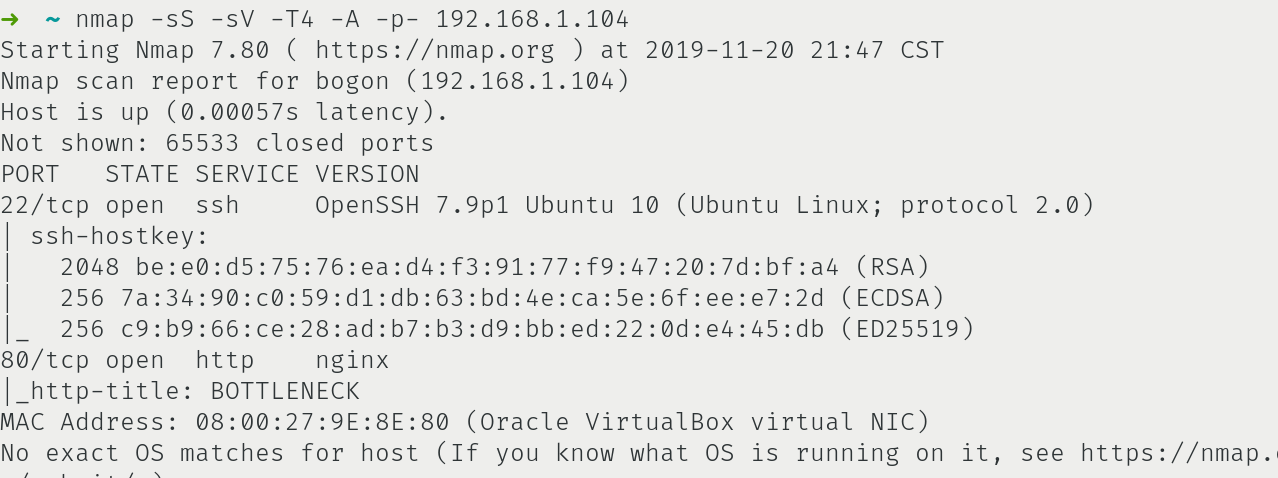 ➜  ~ nmap -sS -sV -T4 -A -p- 192.168.1.104
Starting Nmap 7.80 ( https://nmap.org ) at 2019-11-20 21:47 CST
Nmap scan report for bogon (192.168.1.104)
Host is up (0.00057s latency).
Not shown: 65533 closed ports
PORT   STATE SERVICE VERSION
22/tcp open  ssh     OpenSSH 7.9p1 Ubuntu 10 (Ubuntu Linux; protocol 2.0)
| ssh-hostkey:
|   2048 be:e0:d5:75:76:ea:d4:f3:91:77:f9:47:20:7d:bf:a4 (RSA)
|   256 7a:34:90:c0:59:d1:db:63:bd:4e:ca:5e:6f:ee:e7:2d (ECDSA)
|_  256 c9:b9:66:ce:28:ad:b7:b3:d9:bb:ed:22:0d:e4:45:db (ED25519)
80/tcp open  http    nginx
|_http-title: BOTTLENECK
MAC Address: 08:00:27:9E:8E:80 (Oracle VirtualBox virtual NIC)
No exact OS matches for host (If you know what OS is running on it, see https://nmap.